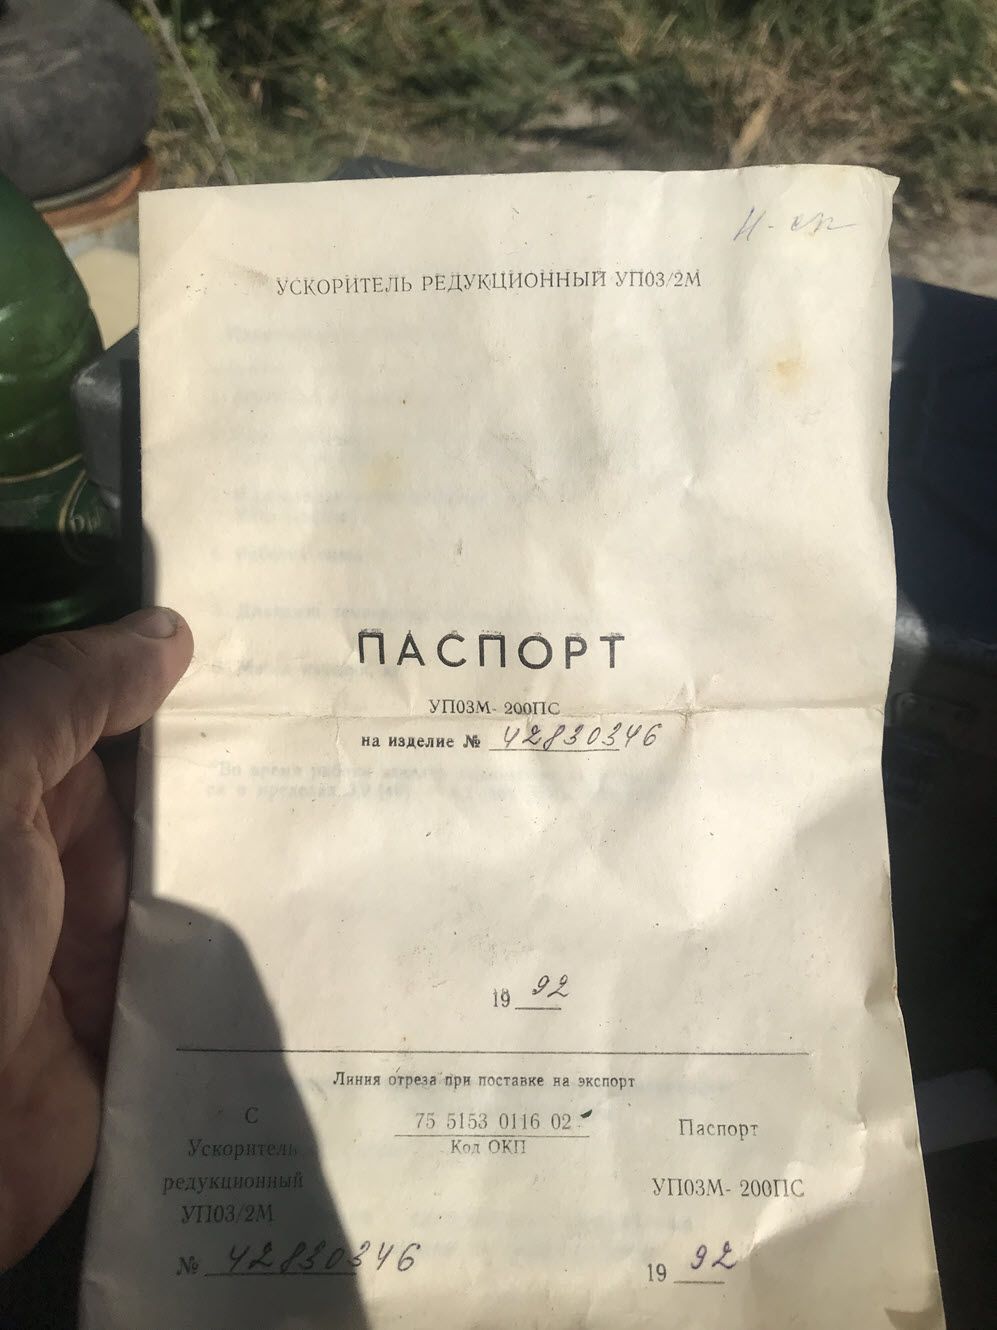 УСКОРИТЕЛЬ РЕДУКЦИОННЫЙ УП03/2М
ПАСПОРТ
УП03М- 200ПС
на изделие № 42830346
19 92
Линия отреза при поставке на экспорт
С
Ускоритель
редукционный
УП03/2М
№ 42830346
75 5153 0116 02
Код ОКП
Паспорт
УП03М- 200ПС
19 92